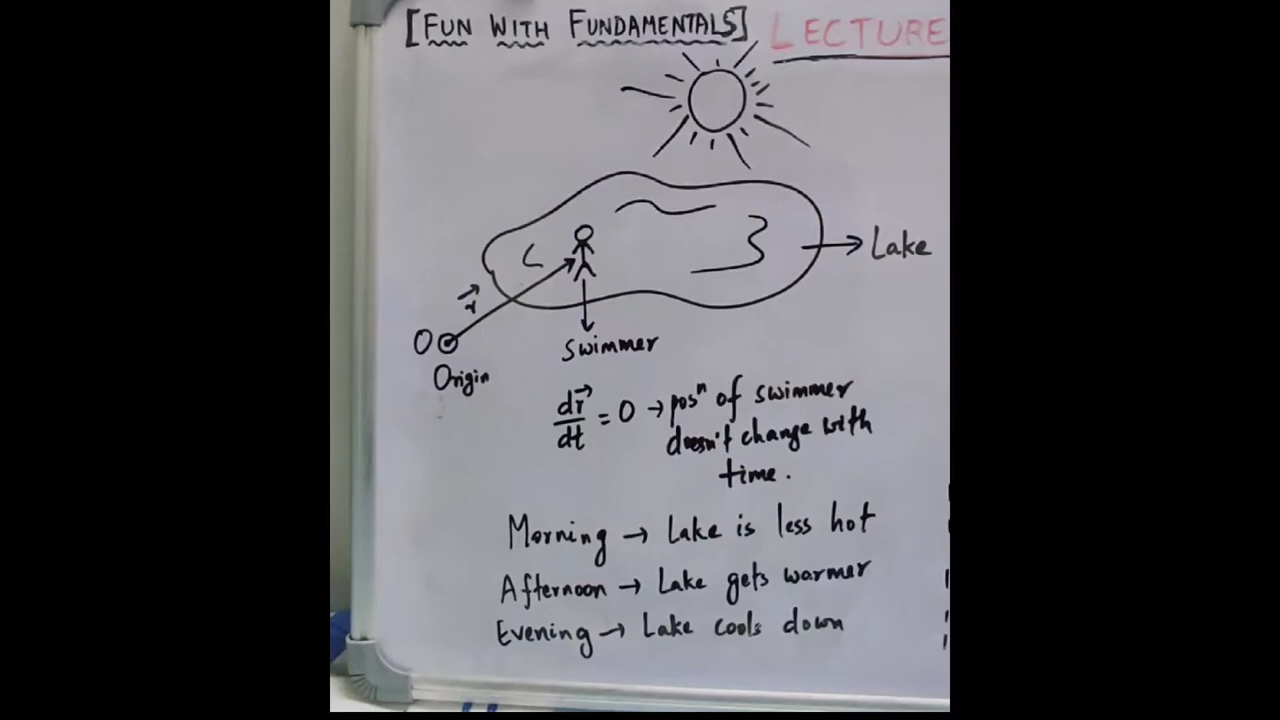 [FUN WITH FUNDAMENTALS] LECTURE
Lake
r⃗
O
Origin
Swimmer
dr⃗/dt = 0 → posⁿ of swimmer
doesn't change with
time.
Morning → Lake is less hot
Afternoon → Lake gets warmer
Evening → Lake cools down